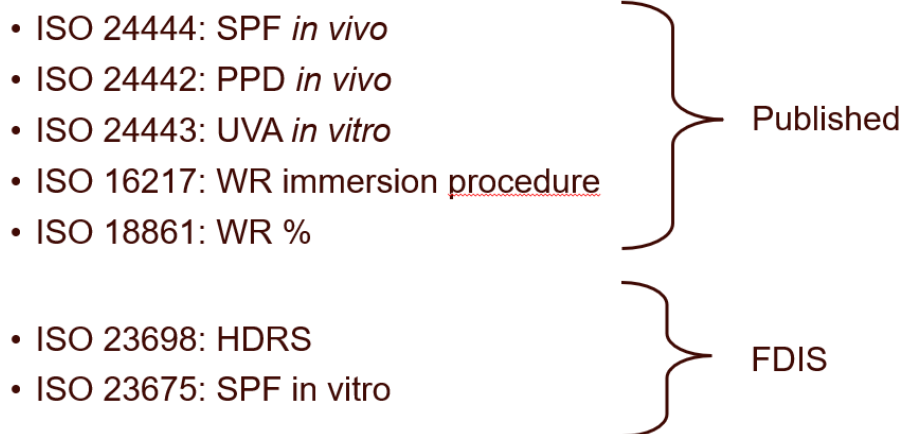 • ISO 24444: SPF in vivo
• ISO 24442: PPD in vivo
• ISO 24443: UVA in vitro
• ISO 16217: WR immersion procedure
• ISO 18861: WR %
Published
• ISO 23698: HDRS
• ISO 23675: SPF in vitro
FDIS